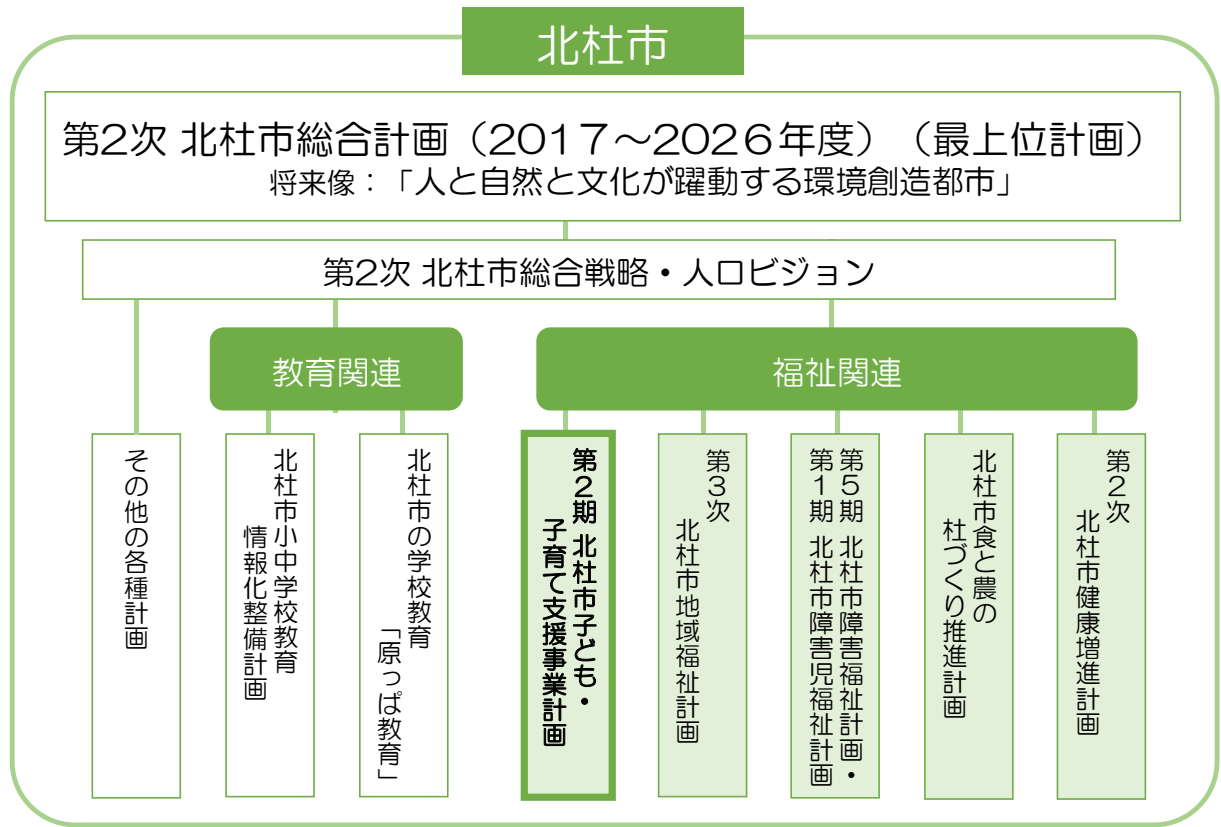 北杜市
第2次 北杜市総合計画（２０１７～２０２６年度）（最上位計画）
将来像：「人と自然と文化が躍動する環境創造都市」
第2次 北杜市総合戦略・人口ビジョン
教育関連
福祉関連
その他の各種計画
北杜市小中学校教育
情報化整備計画
北杜市の学校教育
「原っぱ教育」
第２期 北杜市子ども・
子育て支援事業計画
第３次
北杜市地域福祉計画
第５期 北杜市障害福祉計画・
第１期 北杜市障害児福祉計画
北杜市食と農の
杜づくり推進計画
第２次
北杜市健康増進計画